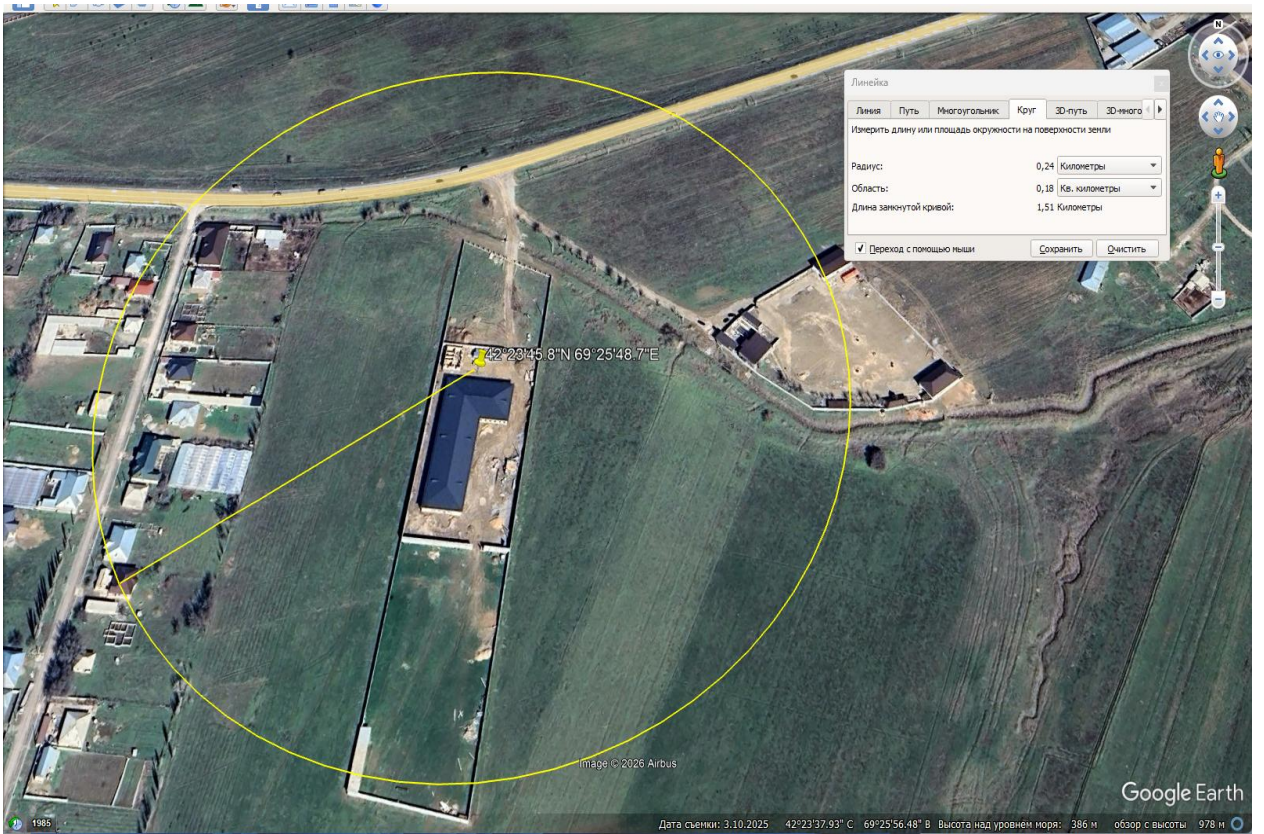 Линейка
Линия Путь Многоугольник Круг 3D-путь 3D-много
Измерить длину или площадь окружности на поверхности земли
Радиус: 0,24 Километры
Область: 0,18 Кв. километры
Длина замкнутой кривой: 1,51 Километры
Переход с помощью мыши Сохранить Очистить
N
42°23'45.8"N 69°25'48.7"E
Image © 2026 Airbus
Google Earth
1985
Дата съемки: 3.10.2025 42°23'37.93" С 69°25'56.48" В Высота над уровнем моря: 386 м обзор с высоты 978 м